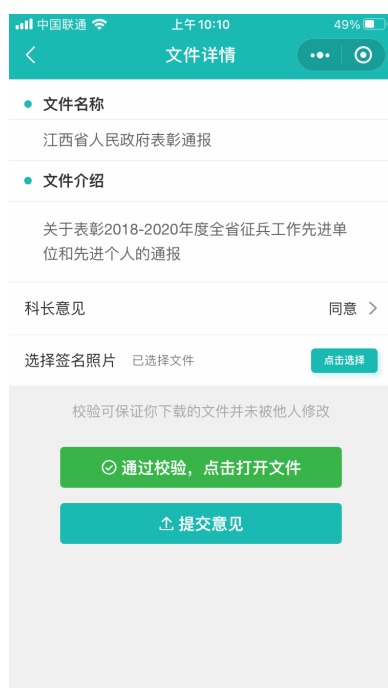 中国联通 上午10:10 49%
文件详情
文件名称
江西省人民政府表彰通报
文件介绍
关于表彰2018-2020年度全省征兵工作先进单
位和先进个人的通报
科长意见 同意
选择签名照片 已选择文件 点击选择
校验可保证你下载的文件并未被他人修改
通过校验，点击打开文件
提交意见